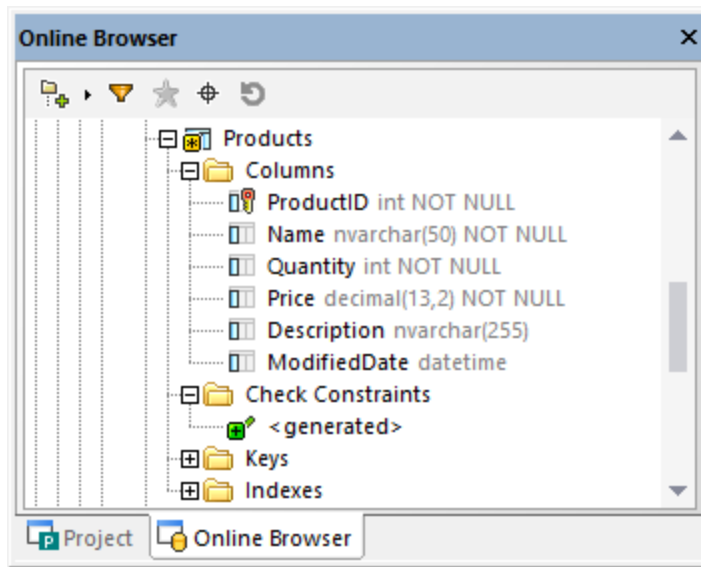 Online Browser
Products
Columns
ProductID int NOT NULL
Name nvarchar(50) NOT NULL
Quantity int NOT NULL
Price decimal(13,2) NOT NULL
Description nvarchar(255)
ModifiedDate datetime
Check Constraints
<generated>
Keys
Indexes
Project Online Browser